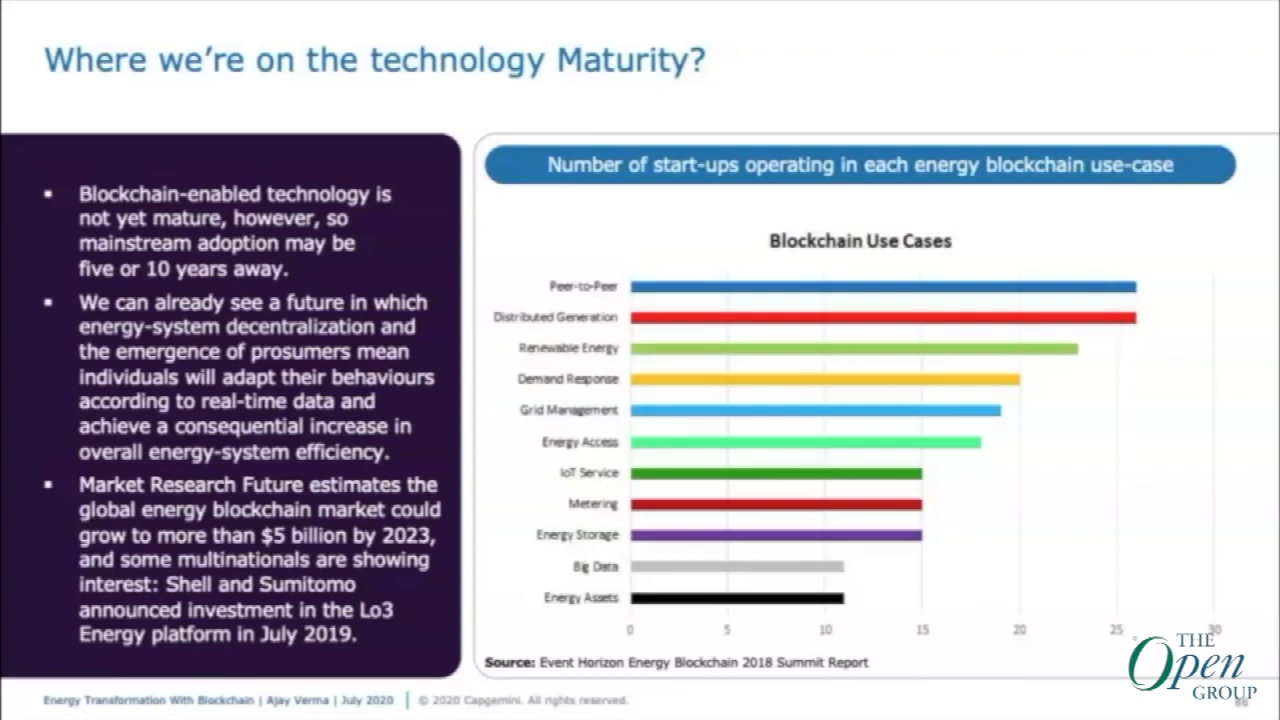 Where we're on the technology Maturity?
▪ Blockchain-enabled technology is
not yet mature, however, so
mainstream adoption may be
five or 10 years away.
▪ We can already see a future in which
energy-system decentralization and
the emergence of prosumers mean
individuals will adapt their behaviours
according to real-time data and
achieve a consequential increase in
overall energy-system efficiency.
▪ Market Research Future estimates the
global energy blockchain market could
grow to more than $5 billion by 2023,
and some multinationals are showing
interest: Shell and Sumitomo
announced investment in the Lo3
Energy platform in July 2019.
Number of start-ups operating in each energy blockchain use-case
Blockchain Use Cases
Peer-to-Peer
Distributed Generation
Renewable Energy
Demand Response
Grid Management
Energy Access
IoT Service
Metering
Energy Storage
Big Data
Energy Assets
0 5 10 15 20 25 30
Source: Event Horizon Energy Blockchain 2018 Summit Report
THE
Open
GROUP
Energy Transformation With Blockchain | Ajay Verma | July 2020 | © 2020 Capgemini. All rights reserved.